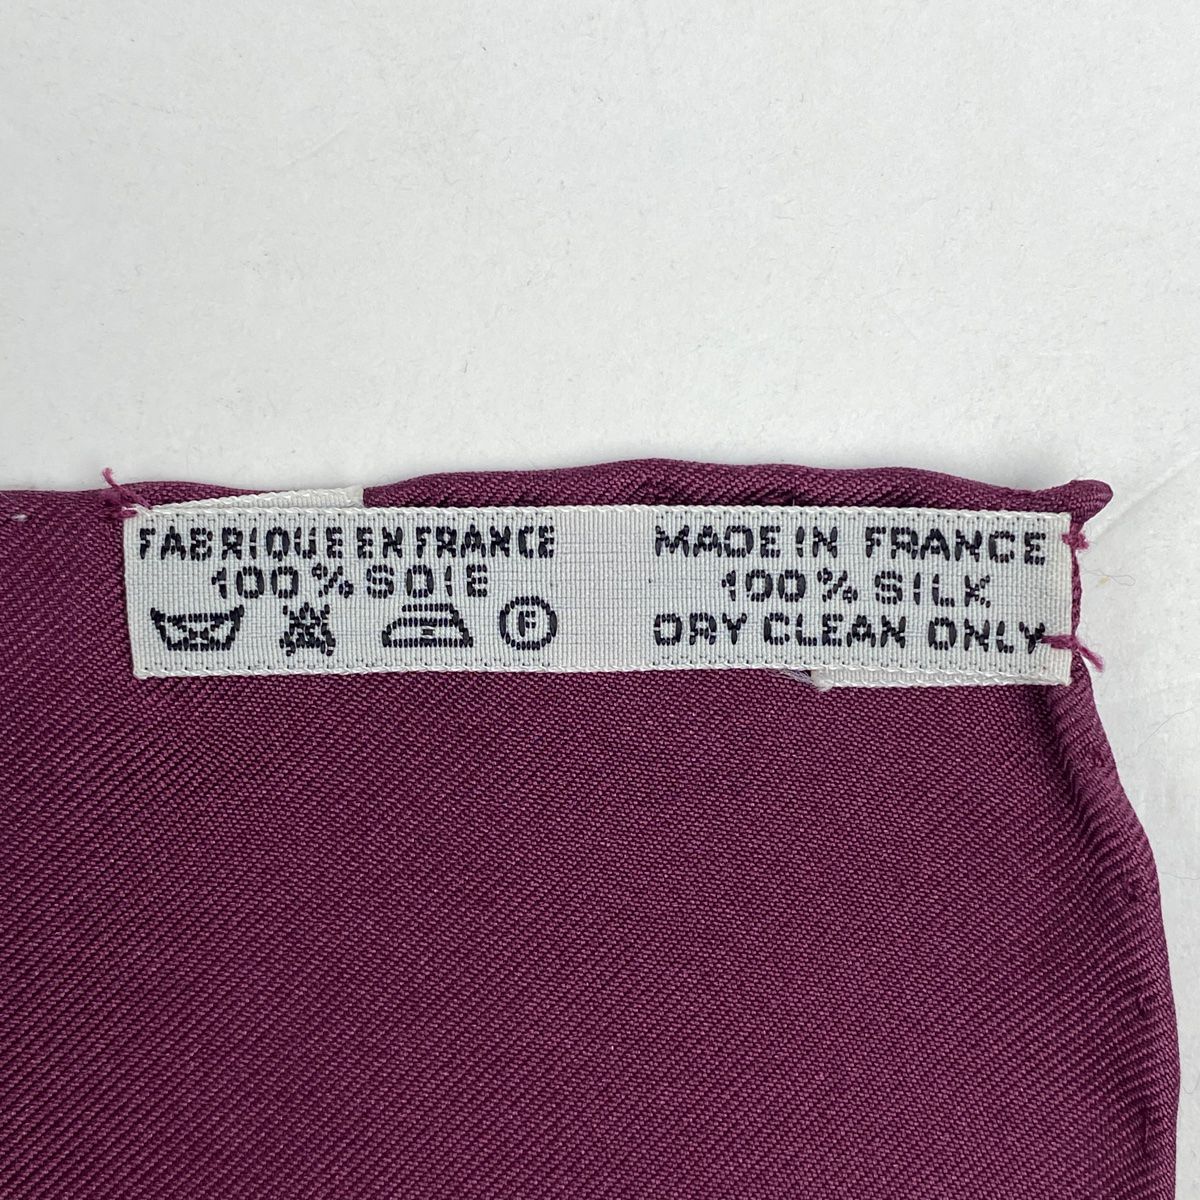 FABRIQUE EN FRANCE
100% SOIE
F
MADE IN FRANCE
100% SILK
DRY CLEAN ONLY